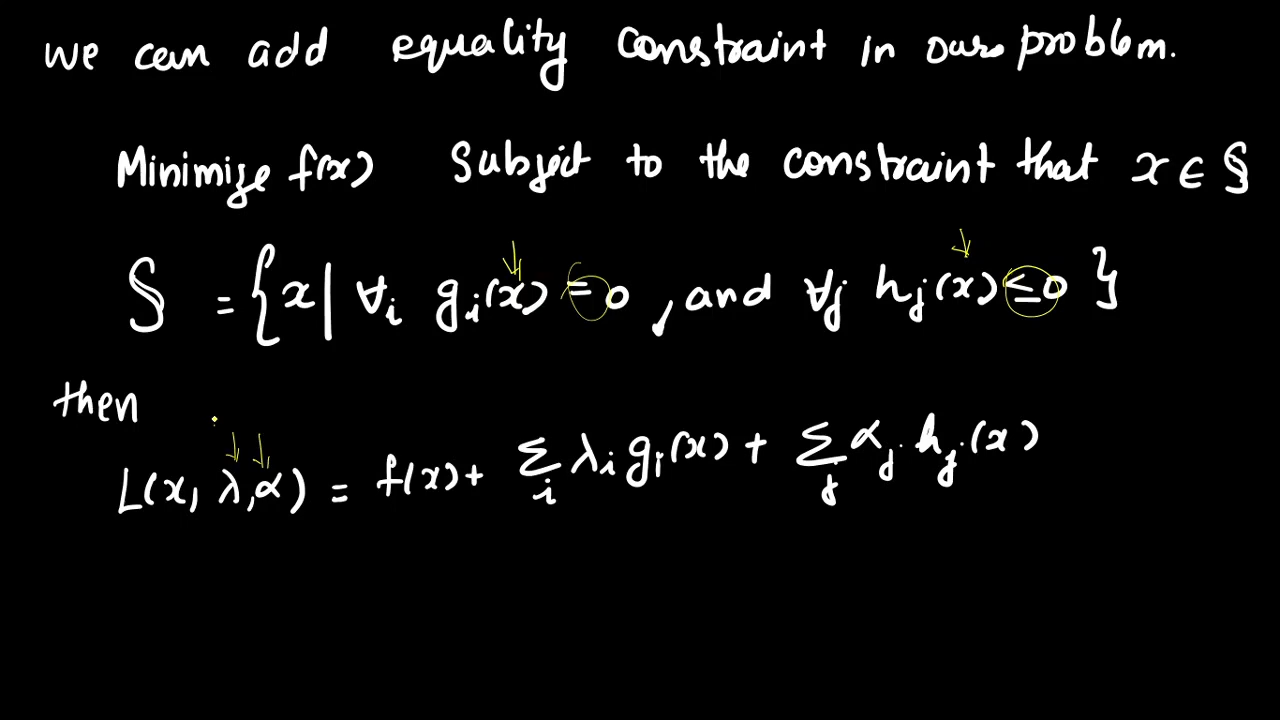 we can add equality constraint in our problem.
Minimize f(x) Subject to the constraint that x ∈ 𝕊
𝕊 = { x | ∀i gi(x) = 0, and ∀j hj(x) ≤ 0 }
then
L(x, λ, α) = f(x) + Σi λi gi(x) + Σj αj hj(x)